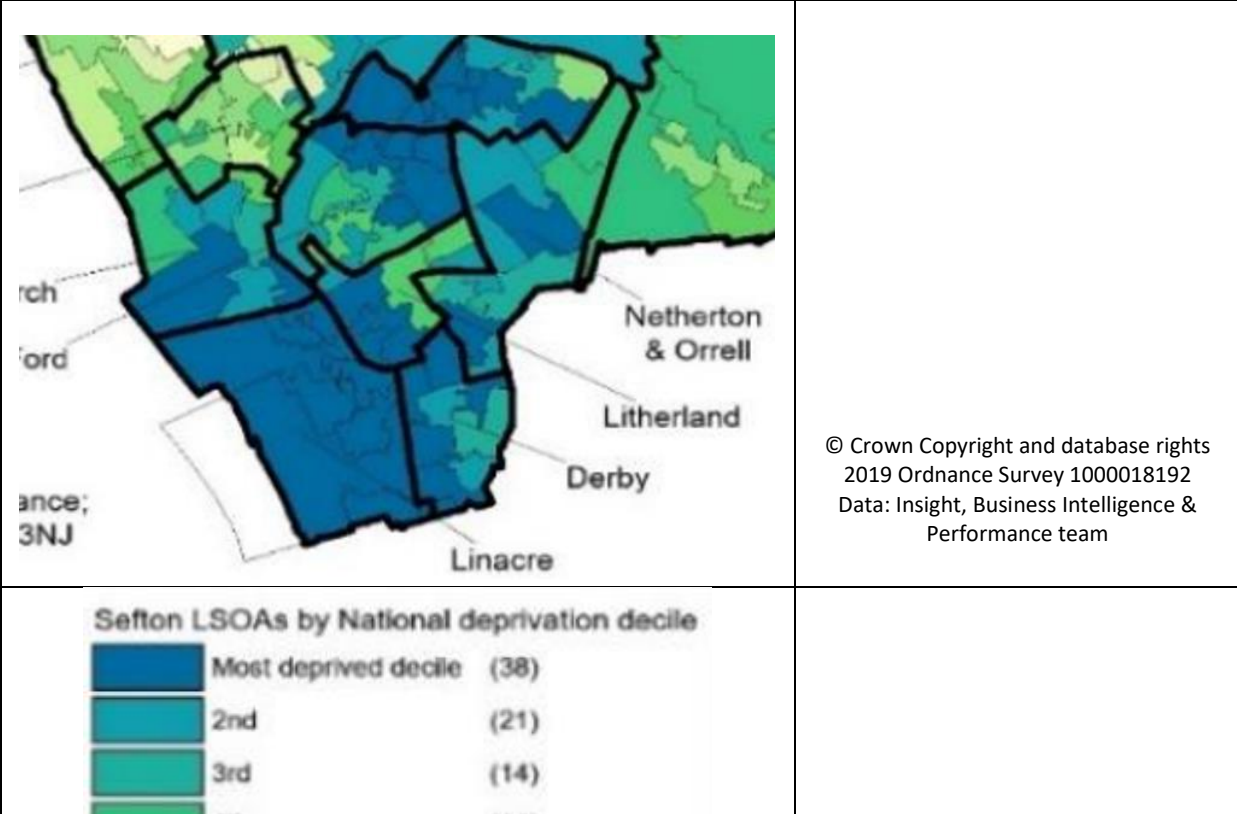 rch
ford
ance;
3NJ
Netherton
& Orrell
Litherland
Derby
Linacre
© Crown Copyright and database rights
2019 Ordnance Survey 1000018192
Data: Insight, Business Intelligence &
Performance team
Sefton LSOAs by National deprivation decile
Most deprived decile (38)
2nd (21)
3rd (14)